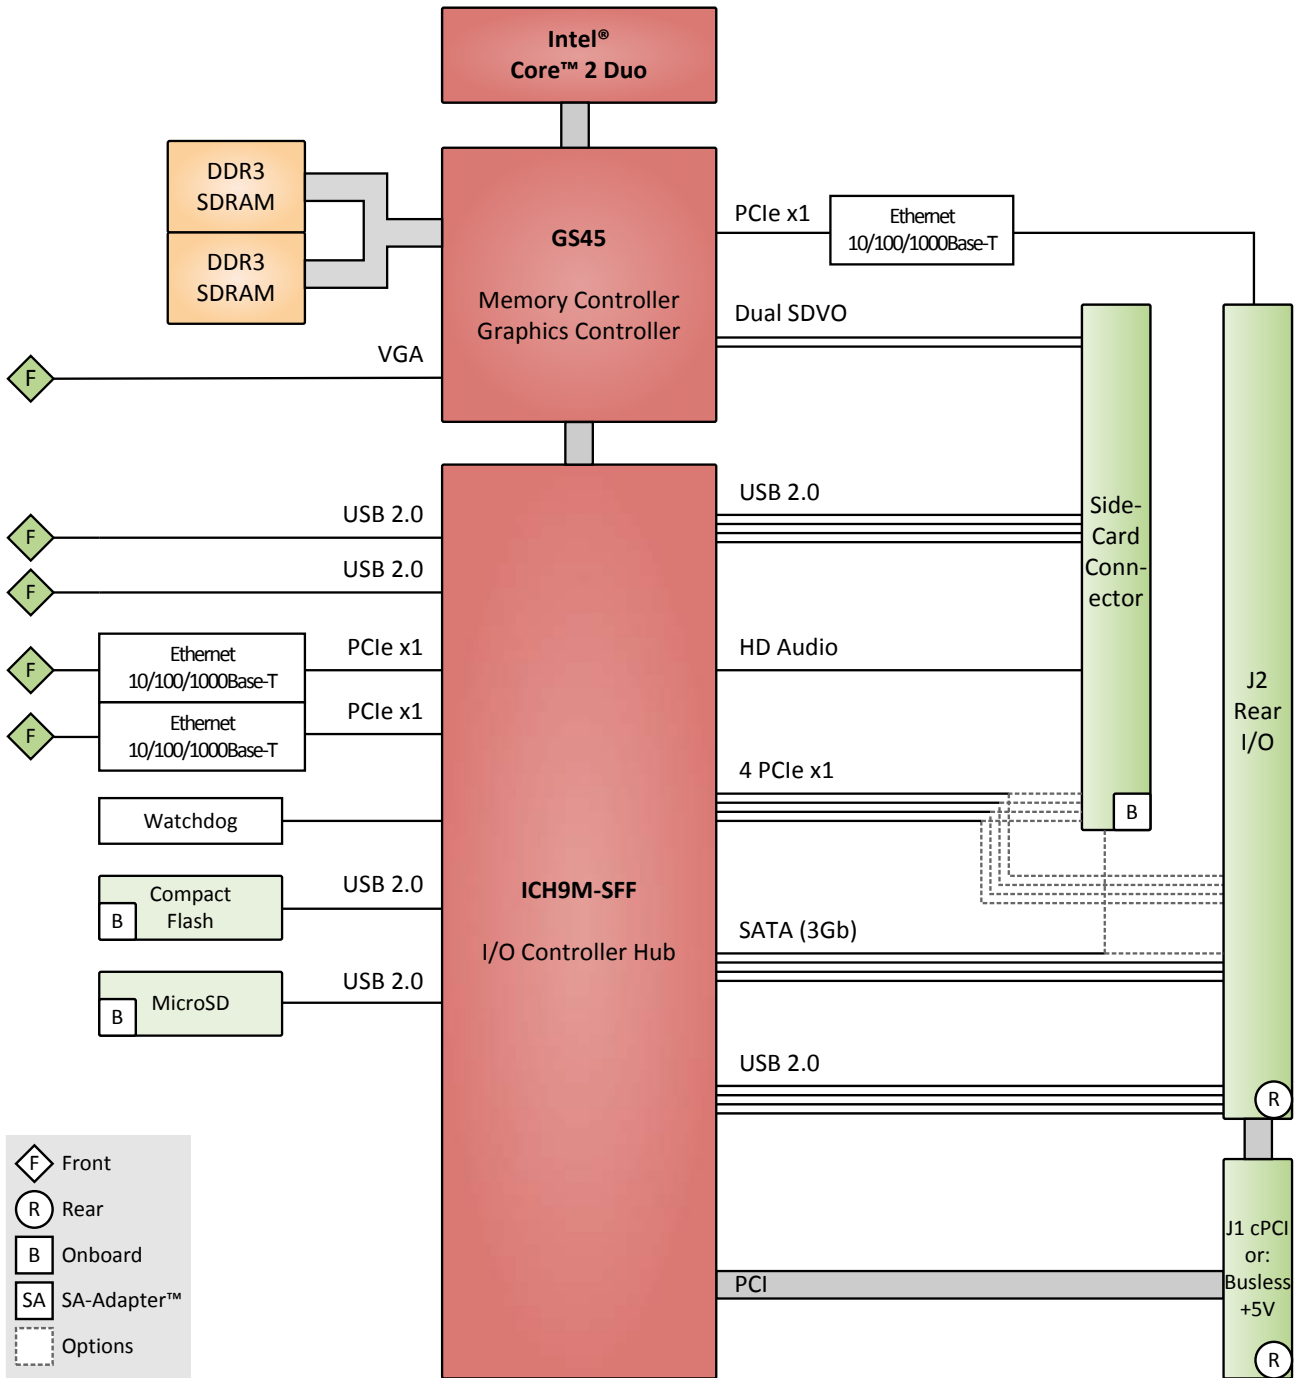 Intel®
Core™ 2 Duo
DDR3
SDRAM
DDR3
SDRAM
GS45
Memory Controller
Graphics Controller
PCIe x1
Ethernet
10/100/1000Base-T
Dual SDVO
VGA
F
USB 2.0
F
USB 2.0
F
F
Ethernet
10/100/1000Base-T
PCIe x1
F
Ethernet
10/100/1000Base-T
PCIe x1
Watchdog
Compact
Flash
B
USB 2.0
MicroSD
B
USB 2.0
ICH9M-SFF
I/O Controller Hub
USB 2.0
HD Audio
4 PCIe x1
SATA (3Gb)
USB 2.0
PCI
Side-
Card
Conn-
ector
B
J2
Rear
I/O
R
J1 cPCI
or:
Busless
+5V
R
F Front
R Rear
B Onboard
SA SA-Adapter™
Options